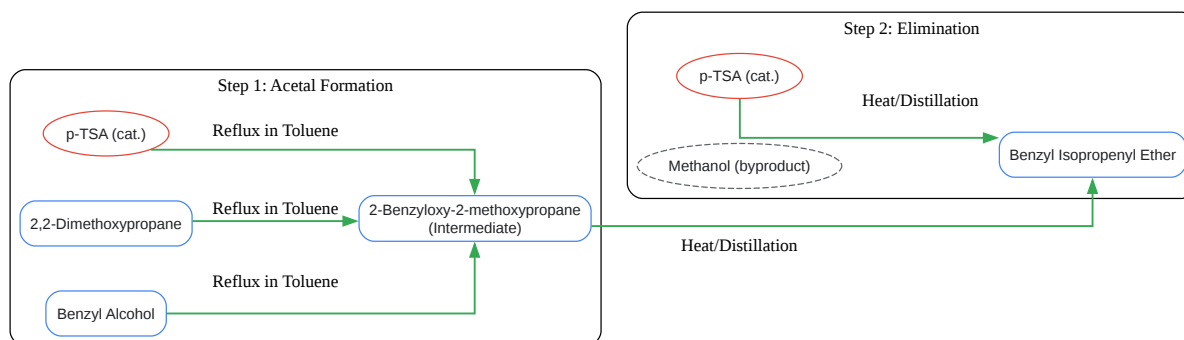 Step 2: Elimination
p-TSA (cat.)
Heat/Distillation
Methanol (byproduct)
Benzyl Isopropenyl Ether
Step 1: Acetal Formation
p-TSA (cat.)
Reflux in Toluene
2,2-Dimethoxypropane
Reflux in Toluene
2-Benzyloxy-2-methoxypropane
(Intermediate)
Heat/Distillation
Reflux in Toluene
Benzyl Alcohol